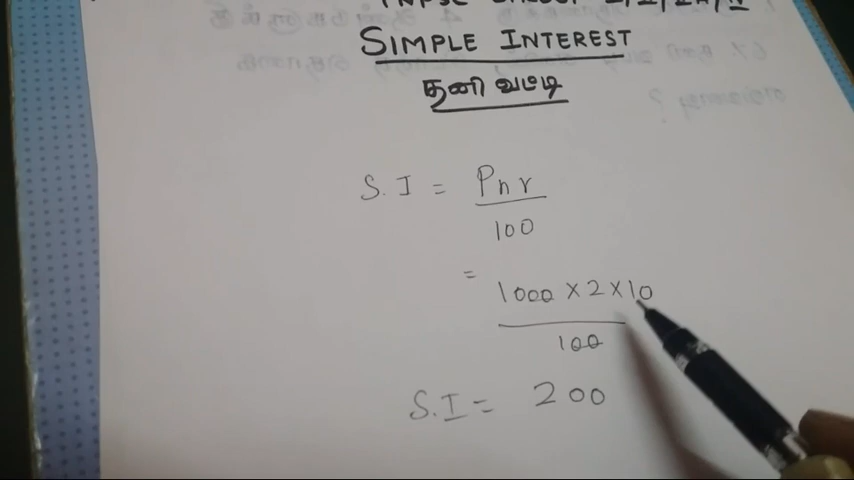 SIMPLE INTEREST
தனி வட்டி
S.I = Pnr
100
= 1000 × 2 × 10
100
S.I = 200